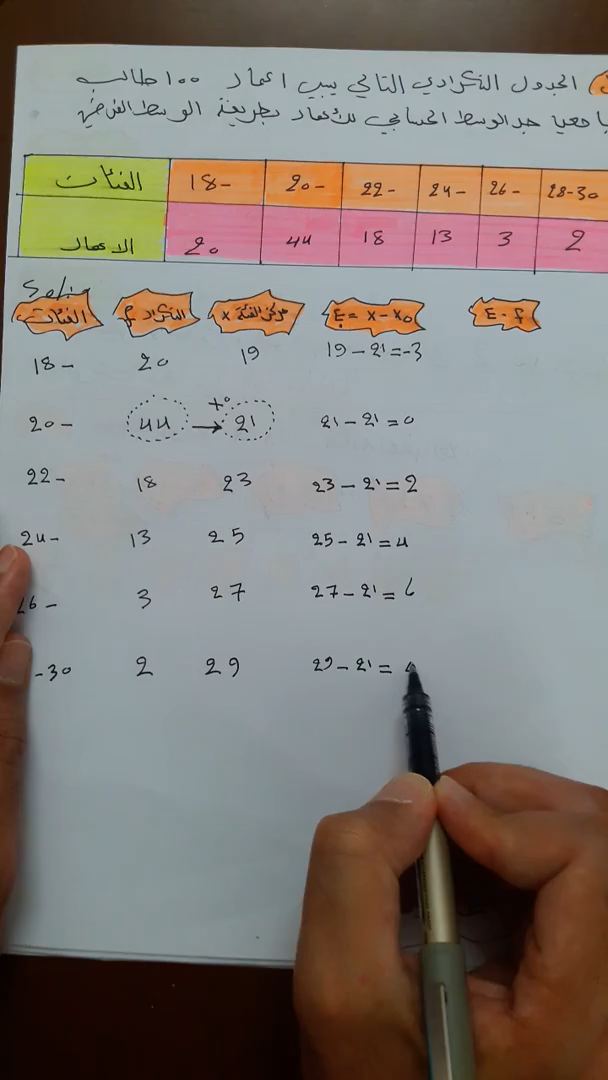 الجدول التكراري التالي يبين اعمار ١٠٠ طالب
جامعيا جد الوسط الحسابي للأعمار بطريقة الوسط الفرضي
الفئات 18- 20- 22- 24- 26- 28-30
الاعمار 20 44 18 13 3 2
الفئات التكرار f مركز الفئة x E = x - x₀ E . f
18- 20 19 19 - 21 = -3
20- 44 → x₀ 21 21 - 21 = 0
22- 18 23 23 - 21 = 2
24- 13 25 25 - 21 = 4
26- 3 27 27 - 21 = 6
-30 2 29 29 - 21 =